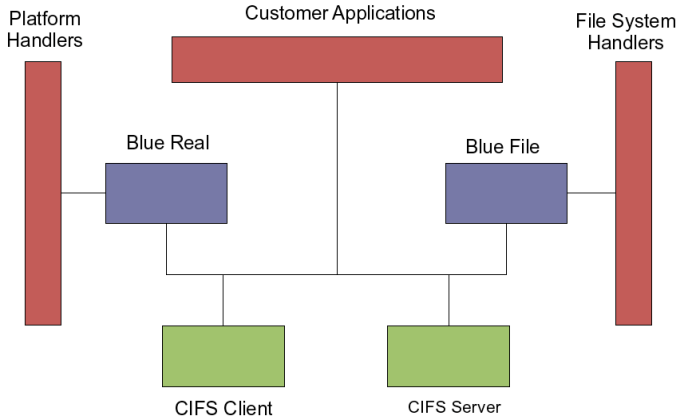 Platform
Handlers
Customer Applications
File System
Handlers
Blue Real
Blue File
CIFS Client
CIFS Server